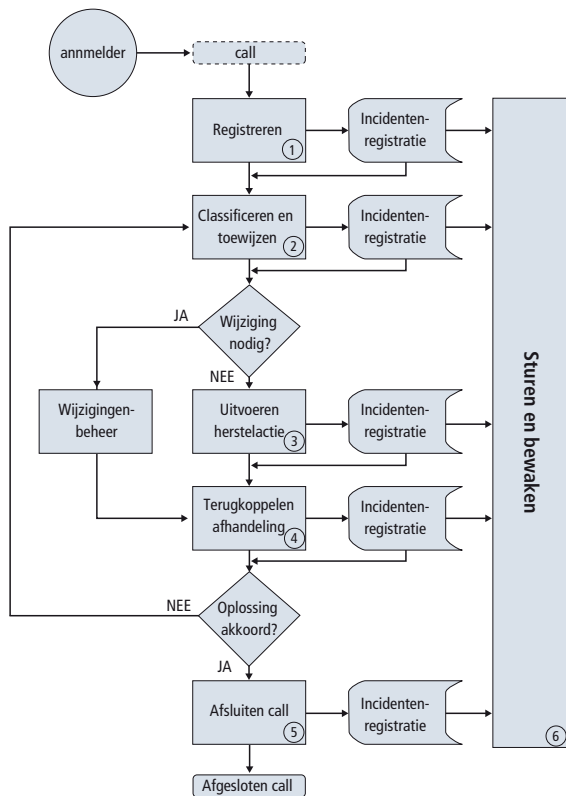 annmelder
call
Registreren
1
Incidenten-
registratie
Classificeren en
toewijzen
2
Incidenten-
registratie
JA
Wijziging
nodig?
NEE
Wijzigingen-
beheer
Uitvoeren
herstelactie
3
Incidenten-
registratie
Sturen en bewaken
Terugkoppelen
afhandeling
4
Incidenten-
registratie
NEE
Oplossing
akkoord?
JA
Afsluiten call
5
Incidenten-
registratie
6
Afgesloten call